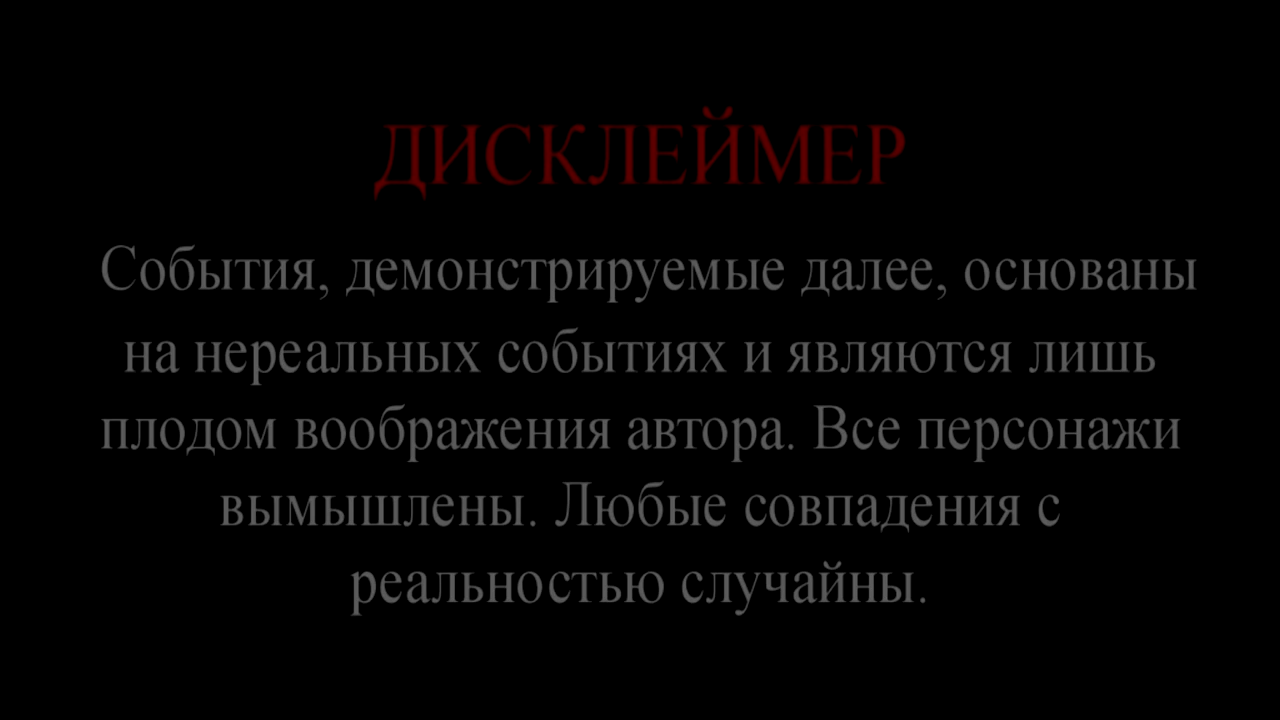 ДИСКЛЕЙМЕР
События, демонстрируемые далее, основаны
на нереальных событиях и являются лишь
плодом воображения автора. Все персонажи
вымышлены. Любые совпадения с
реальностью случайны.